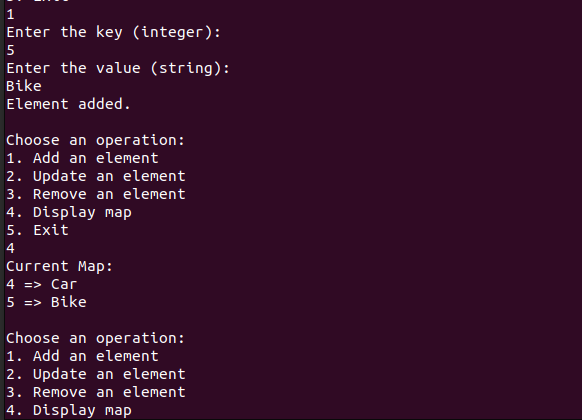 1
Enter the key (integer):
5
Enter the value (string):
Bike
Element added.
Choose an operation:
1. Add an element
2. Update an element
3. Remove an element
4. Display map
5. Exit
4
Current Map:
4 => Car
5 => Bike
Choose an operation:
1. Add an element
2. Update an element
3. Remove an element
4. Display map